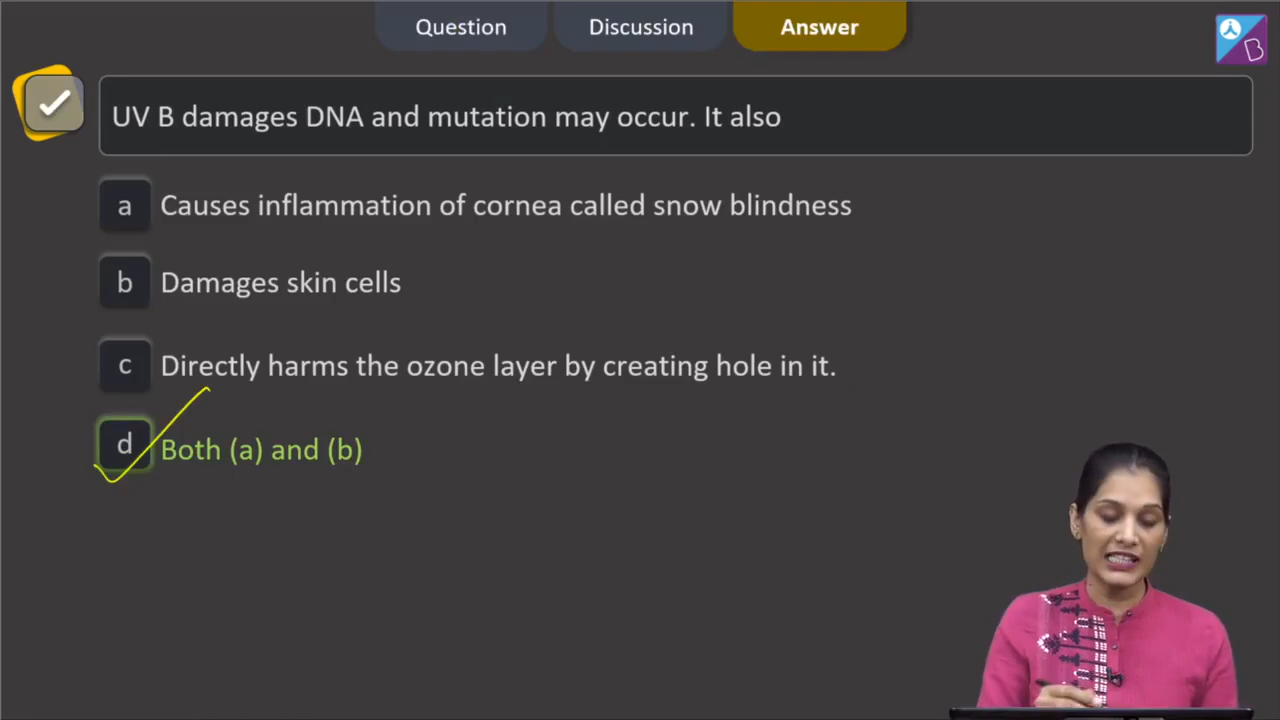 Question Discussion Answer
B
UV B damages DNA and mutation may occur. It also
a Causes inflammation of cornea called snow blindness
b Damages skin cells
c Directly harms the ozone layer by creating hole in it.
d Both (a) and (b)